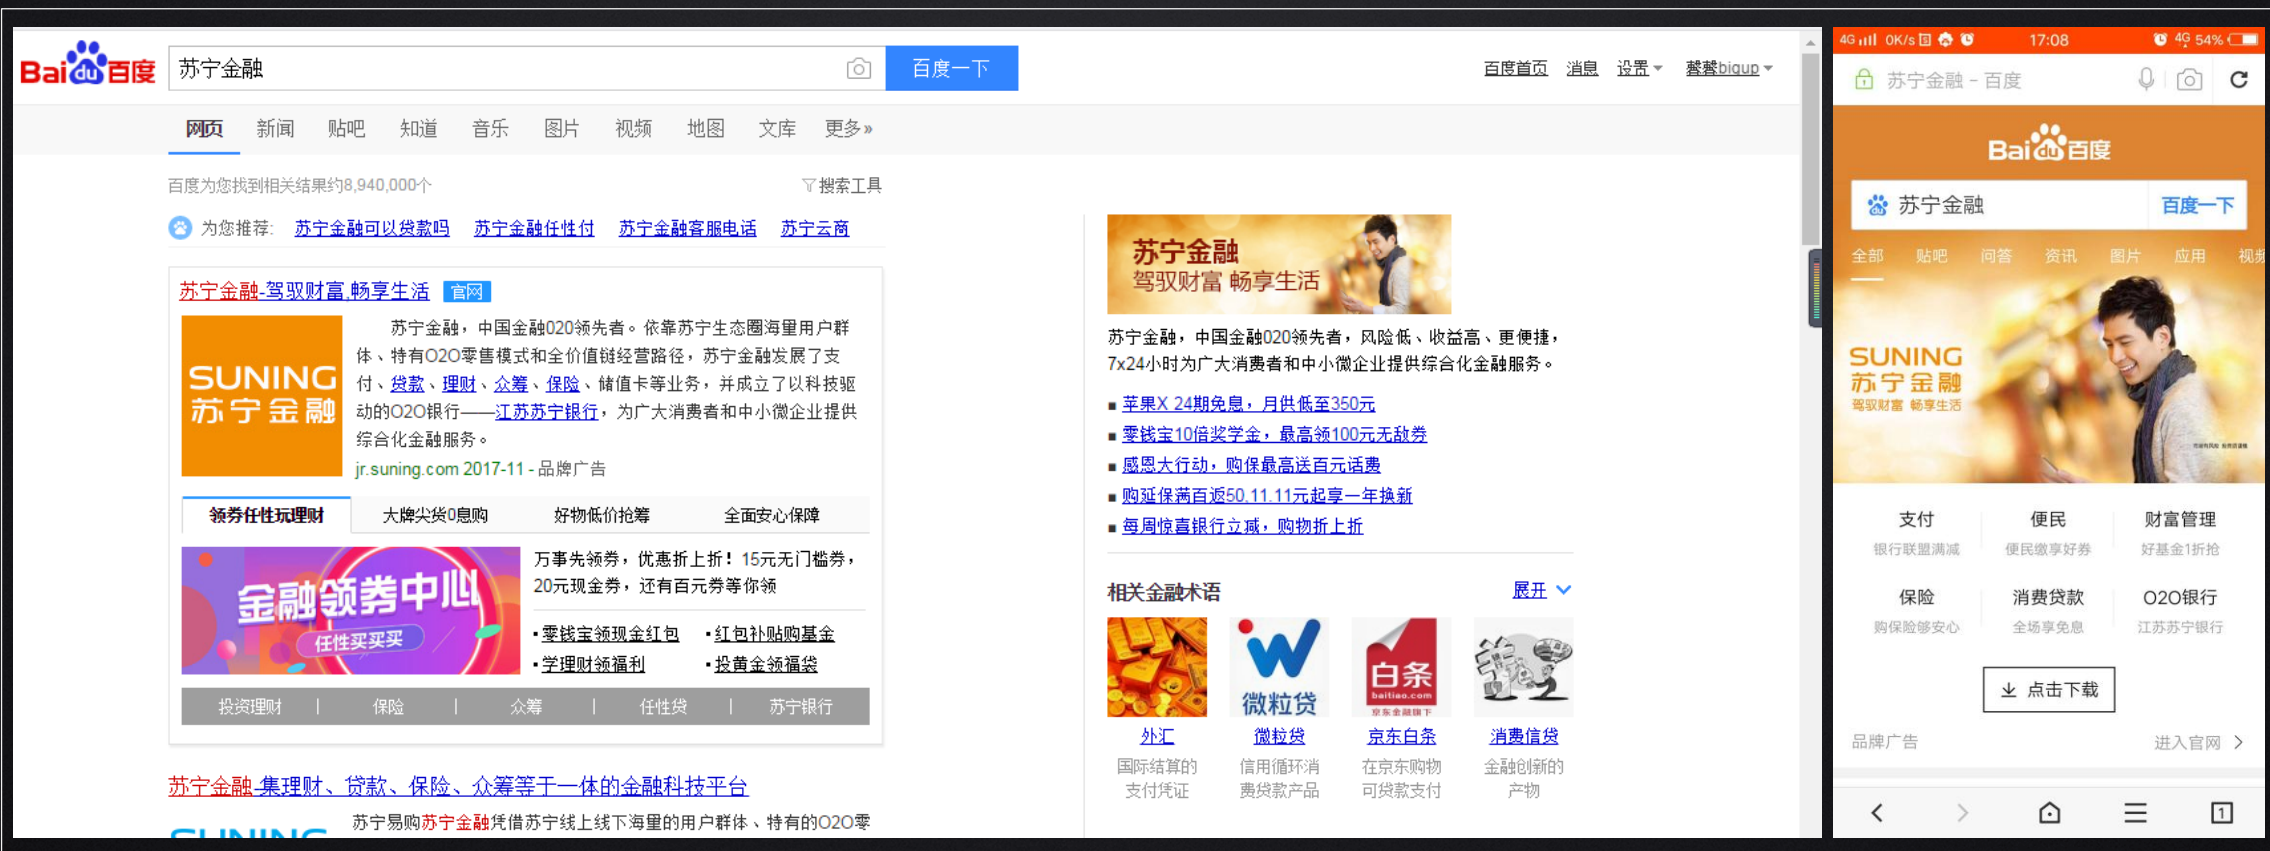 Bai du 百度
苏宁金融
百度一下
百度首页 消息 设置 馨馨bigup
网页 新闻 贴吧 知道 音乐 图片 视频 地图 文库 更多»
百度为您找到相关结果约8,940,000个
搜索工具
为您推荐: 苏宁金融可以贷款吗 苏宁金融任性付 苏宁金融客服电话 苏宁云商
苏宁金融-驾驭财富,畅享生活 官网
SUNING
苏宁金融
苏宁金融，中国金融O2O领先者。依靠苏宁生态圈海量用户群
体、特有O2O零售模式和全价值链经营路径，苏宁金融发展了支
付、贷款、理财、众筹、保险、储值卡等业务，并成立了以科技驱
动的O2O银行——江苏苏宁银行，为广大消费者和中小微企业提供
综合化金融服务。
jr.suning.com 2017-11 - 品牌广告
领券任性玩理财 大牌尖货0息购 好物低价抢筹 全面安心保障
金融领券中心
任性买买买
万事先领券，优惠折上折！15元无门槛券，
20元现金券，还有百元券等你领
▪零钱宝领现金红包 ▪红包补贴购基金
▪学理财领福利 ▪投黄金领福袋
投资理财 | 保险 | 众筹 | 任性贷 | 苏宁银行
苏宁金融-集理财、贷款、保险、众筹等于一体的金融科技平台
苏宁易购苏宁金融凭借苏宁线上线下海量的用户群体、特有的O2O零
SUNING
苏宁金融
驾驭财富 畅享生活
苏宁金融，中国金融O2O领先者，风险低、收益高、更便捷，
7x24小时为广大消费者和中小微企业提供综合化金融服务。
▪ 苹果X 24期免息，月供低至350元
▪ 零钱宝10倍奖学金，最高领100元无敌券
▪ 感恩大行动，购保最高送百元话费
▪ 购延保满百返50,11.11元起享一年换新
▪ 每周惊喜银行立减，购物折上折
相关金融术语 展开
微粒贷
白条
baitiao.com
京东金融旗下
外汇 微粒贷 京东白条 消费信贷
国际结算的 信用循环消 在京东购物 金融创新的
支付凭证 费贷款产品 可贷款支付 产物
4G 0K/s 17:08 4G 54%
苏宁金融 - 百度
Bai du 百度
苏宁金融 百度一下
全部 贴吧 问答 资讯 图片 应用 视频
SUNING
苏宁金融
驾驭财富 畅享生活
支付 便民 财富管理
银行联盟满减 便民缴享好券 好基金1折抢
保险 消费贷款 O2O银行
购保险够安心 全场享免息 江苏苏宁银行
点击下载
品牌广告 进入官网
1